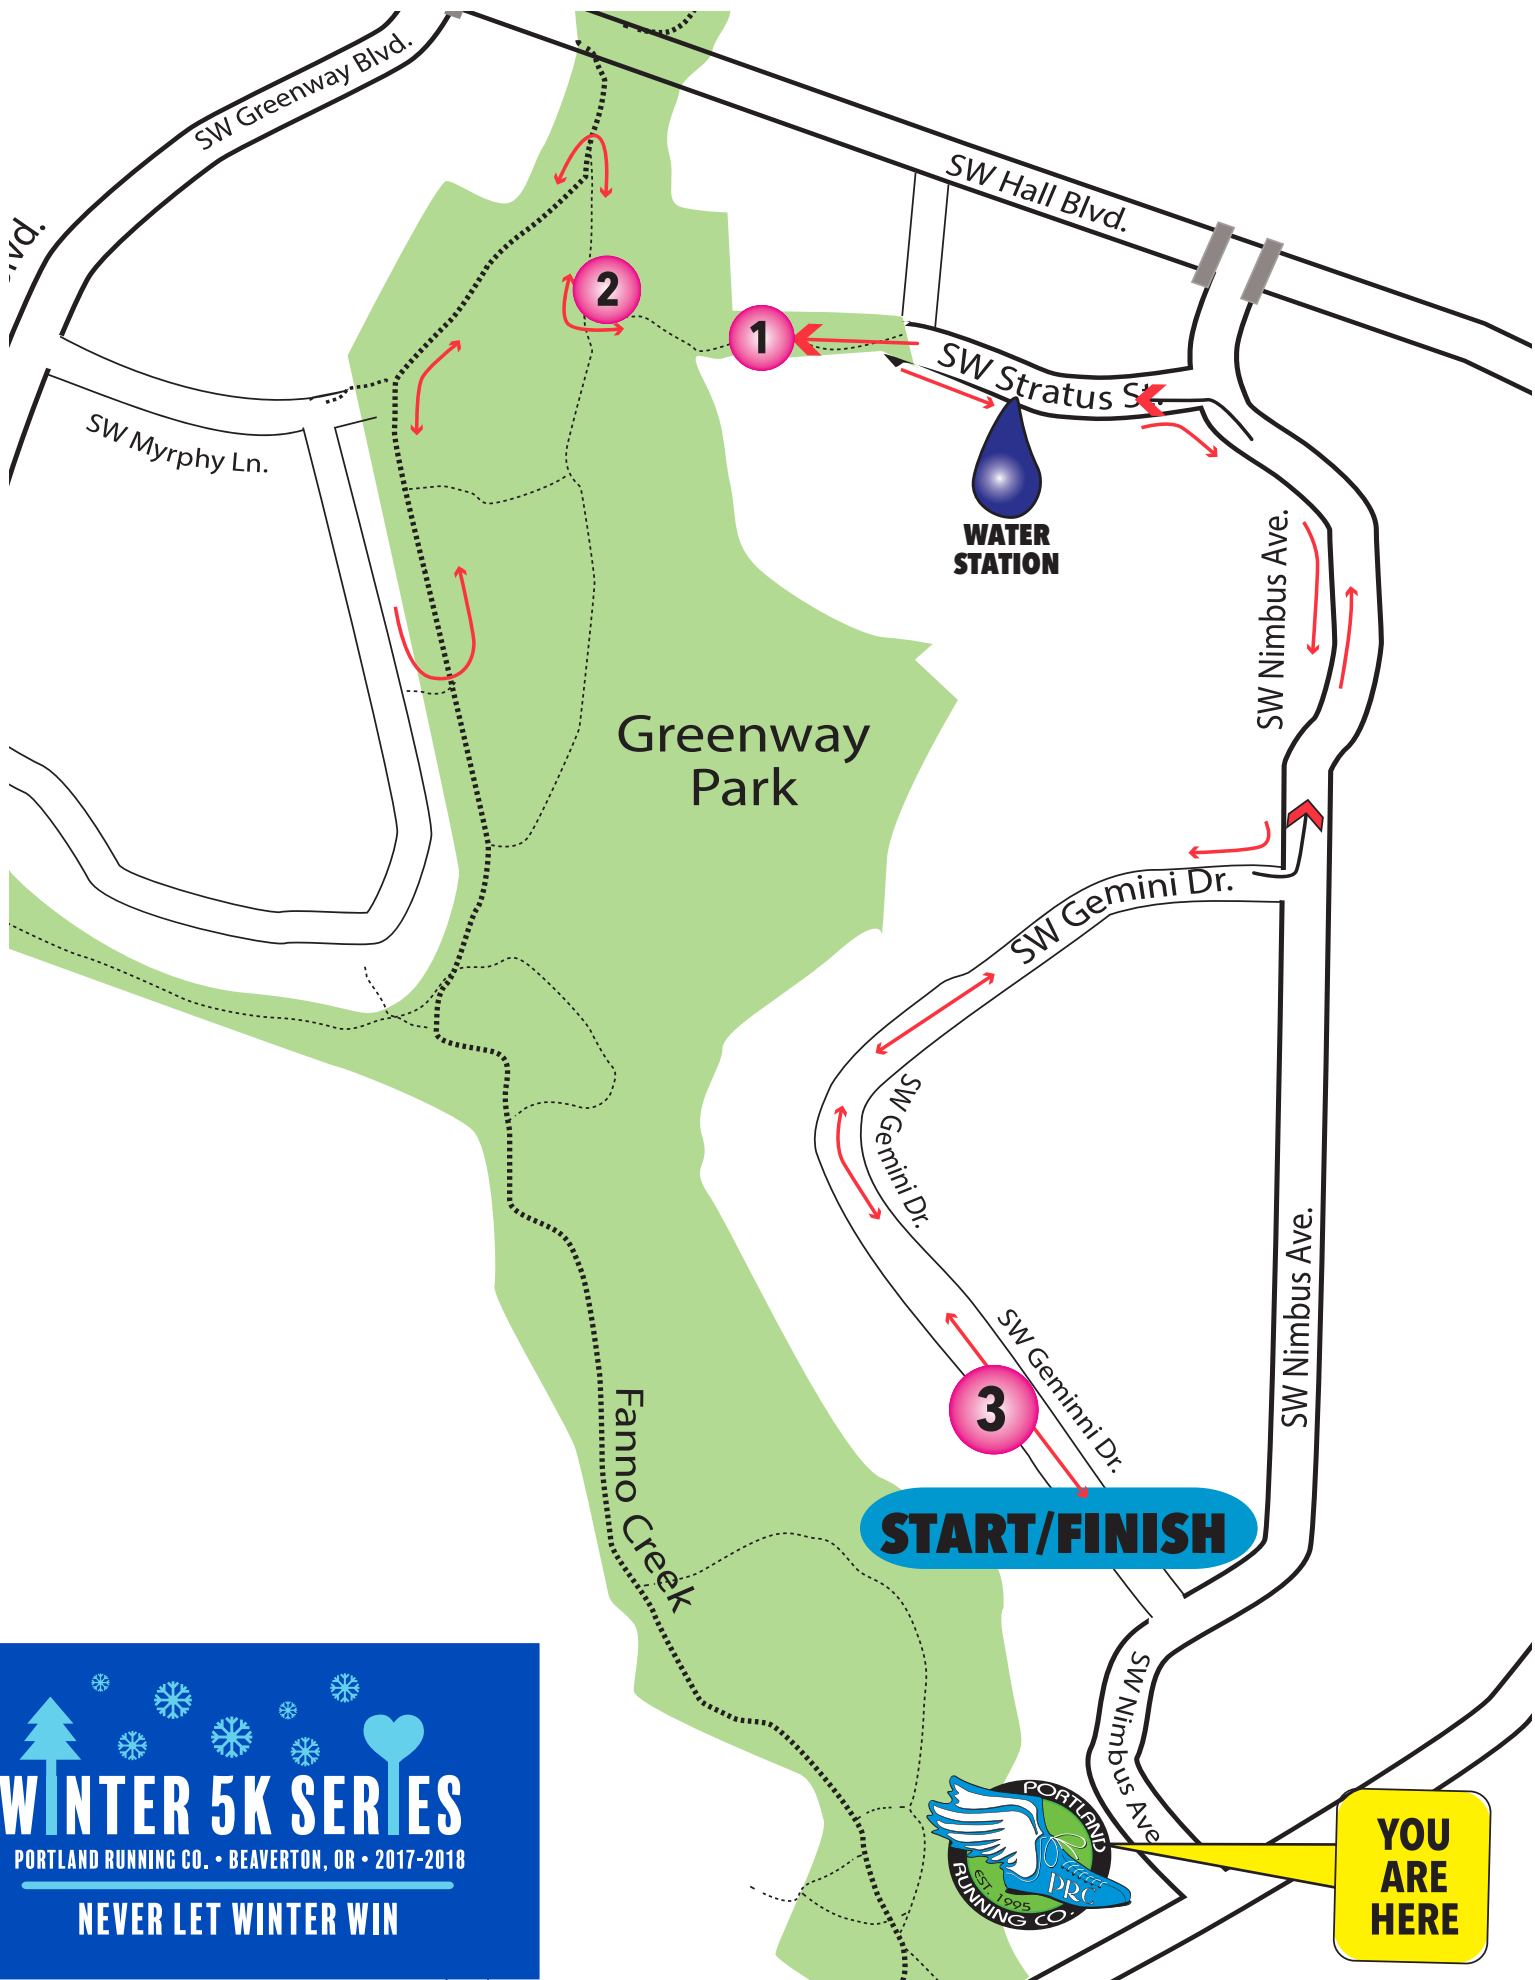 SW Greenway Blvd.
vd.
SW Hall Blvd.
2
1
SW Stratus St.
SW Myrphy Ln.
WATER
STATION
SW Nimbus Ave.
Greenway
Park
SW Gemini Dr.
SW Gemini Dr.
SW Nimbus Ave.
SW Geminni Dr.
3
Fanno Creek
START/FINISH
SW Nimbus Ave
WINTER 5K SERIES
PORTLAND RUNNING CO. • BEAVERTON, OR • 2017-2018
NEVER LET WINTER WIN
PORTLAND
RUNNING CO.
EST. 1995
PRC
YOU
ARE
HERE